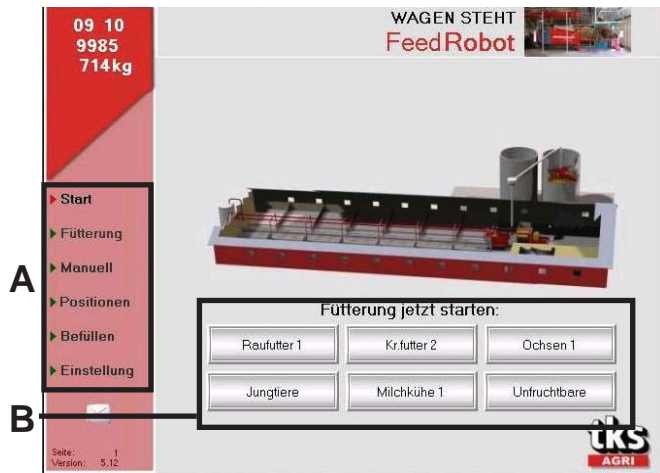 09 10
9985
714kg
WAGEN STEHT
FeedRobot
Start
Fütterung
Manuell
Positionen
Befüllen
Einstellung
A
Fütterung jetzt starten:
Raufutter 1
Kr.futter 2
Ochsen 1
Jungtiere
Milchkühe 1
Unfruchtbare
B
Seite: 1
Version: 5.12
tks
AGRI